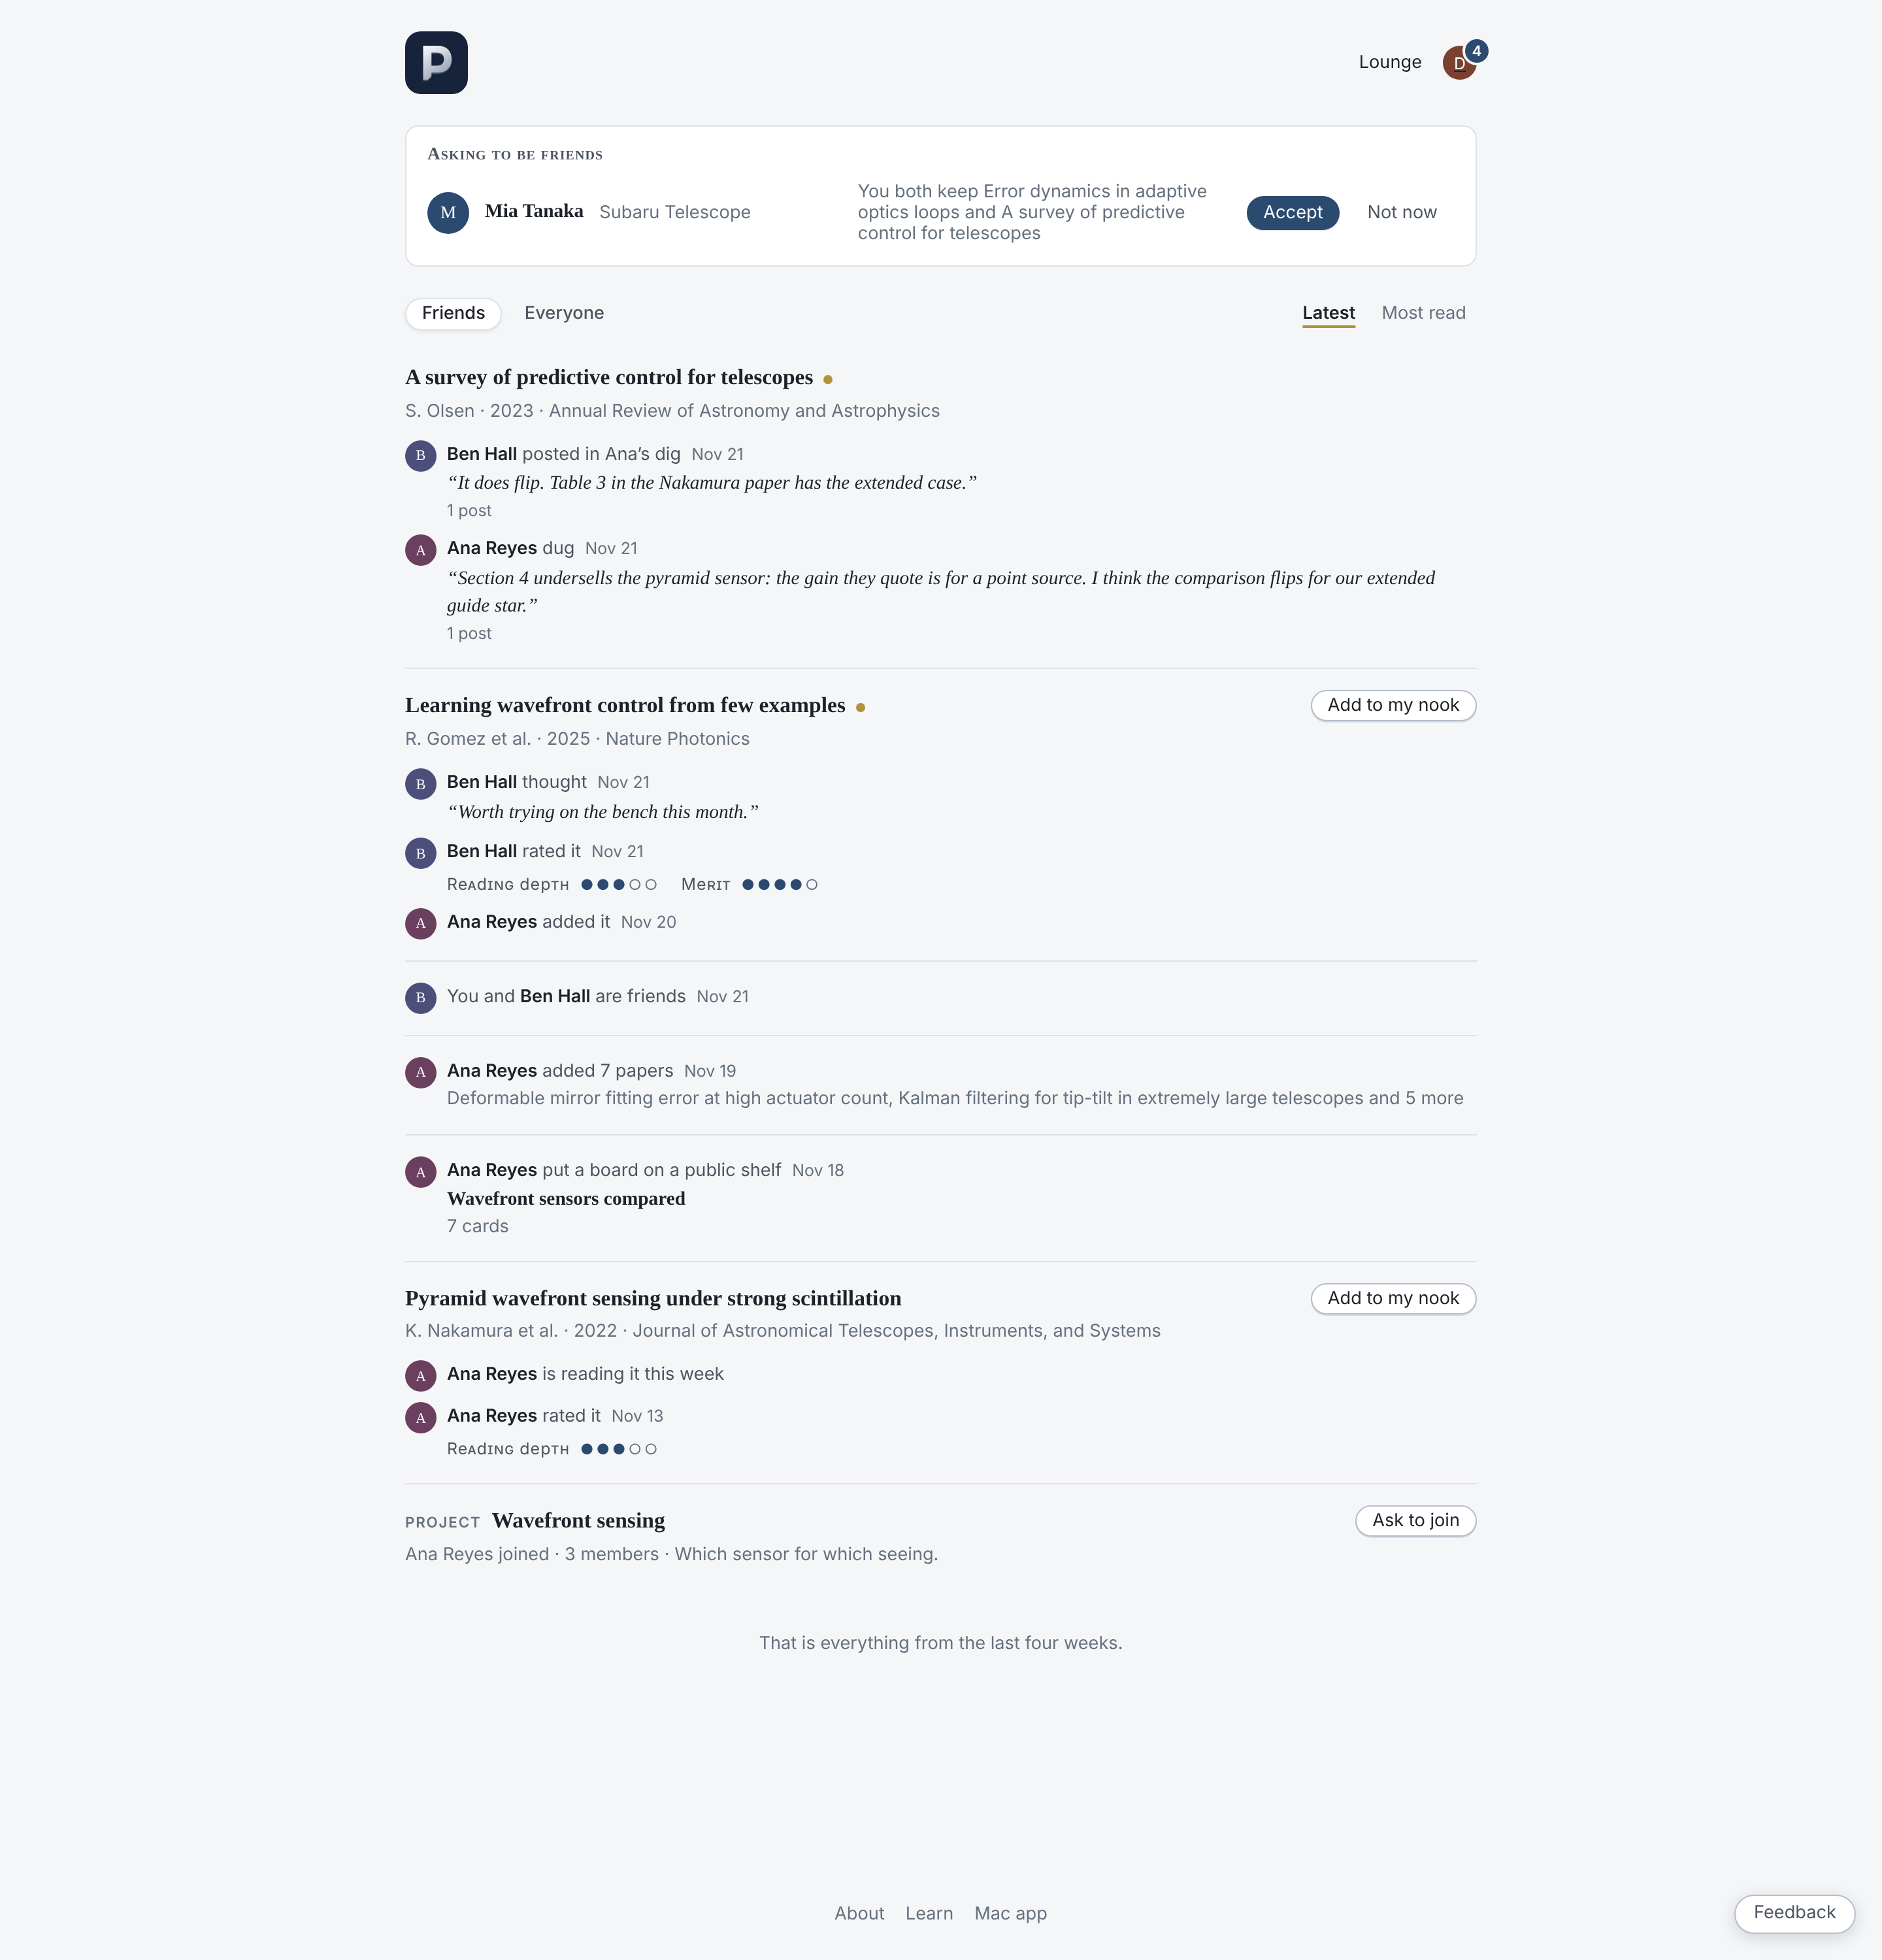 P
Lounge
D
4
Asking to be friends
M
Mia Tanaka Subaru Telescope
You both keep Error dynamics in adaptive
optics loops and A survey of predictive
control for telescopes
Accept
Not now
Friends
Everyone
Latest
Most read
A survey of predictive control for telescopes
S. Olsen · 2023 · Annual Review of Astronomy and Astrophysics
B
Ben Hall posted in Ana’s dig Nov 21
“It does flip. Table 3 in the Nakamura paper has the extended case.”
1 post
A
Ana Reyes dug Nov 21
“Section 4 undersells the pyramid sensor: the gain they quote is for a point source. I think the comparison flips for our extended
guide star.”
1 post
Learning wavefront control from few examples
Add to my nook
R. Gomez et al. · 2025 · Nature Photonics
B
Ben Hall thought Nov 21
“Worth trying on the bench this month.”
B
Ben Hall rated it Nov 21
Reading depth
Merit
A
Ana Reyes added it Nov 20
B
You and Ben Hall are friends Nov 21
A
Ana Reyes added 7 papers Nov 19
Deformable mirror fitting error at high actuator count, Kalman filtering for tip-tilt in extremely large telescopes and 5 more
A
Ana Reyes put a board on a public shelf Nov 18
Wavefront sensors compared
7 cards
Pyramid wavefront sensing under strong scintillation
Add to my nook
K. Nakamura et al. · 2022 · Journal of Astronomical Telescopes, Instruments, and Systems
A
Ana Reyes is reading it this week
A
Ana Reyes rated it Nov 13
Reading depth
PROJECT Wavefront sensing
Ask to join
Ana Reyes joined · 3 members · Which sensor for which seeing.
That is everything from the last four weeks.
About
Learn
Mac app
Feedback